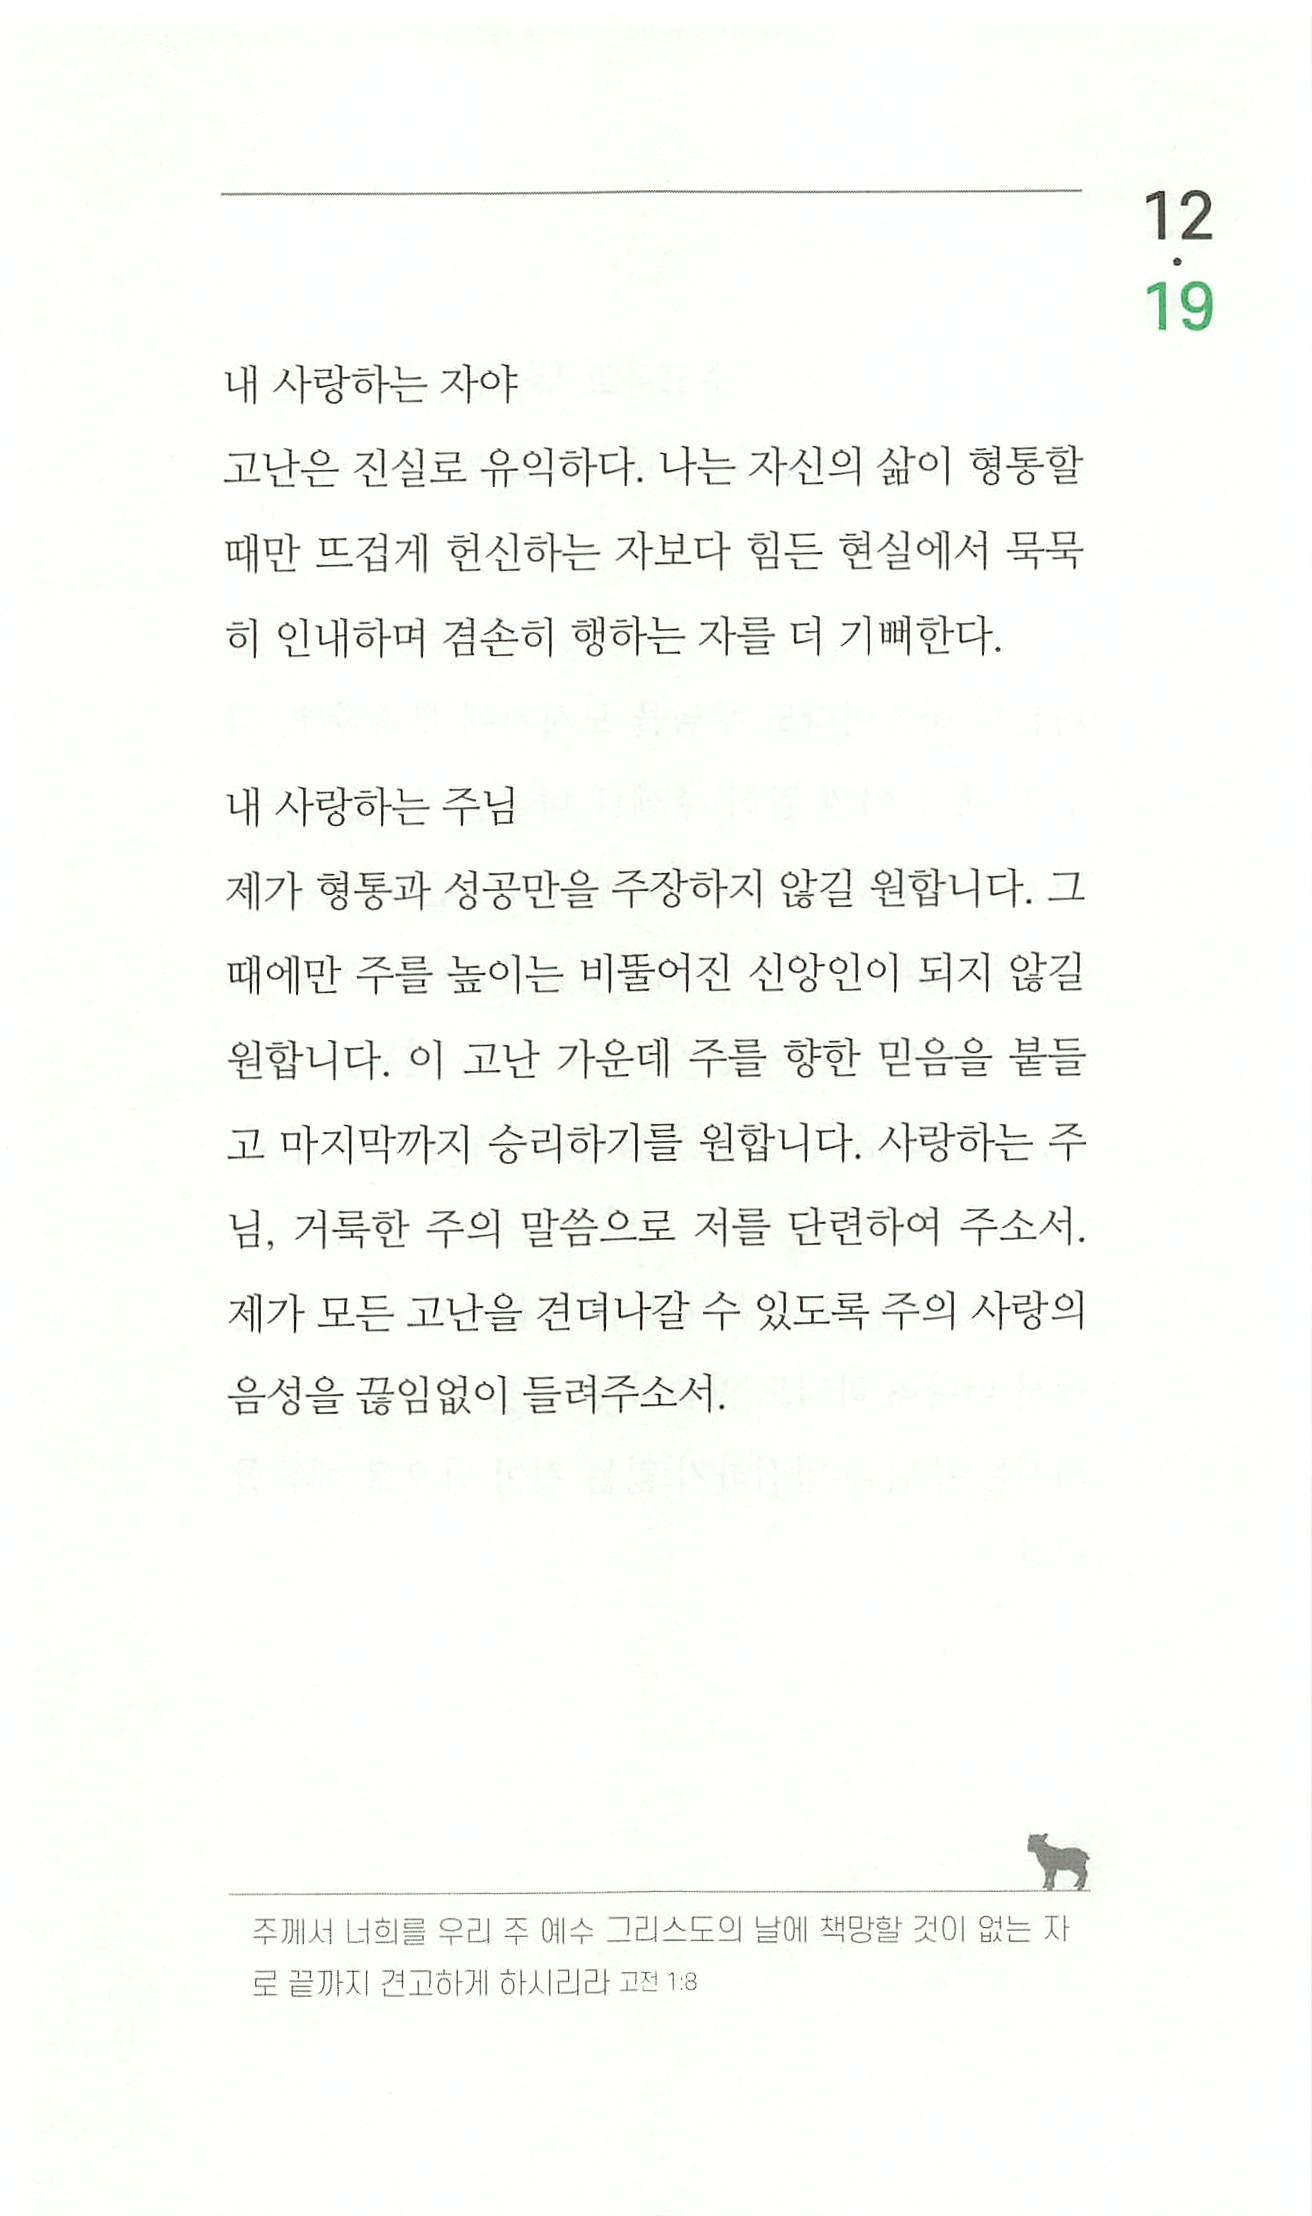 12
·
19
내 사랑하는 자야
고난은 진실로 유익하다. 나는 자신의 삶이 형통할
때만 뜨겁게 헌신하는 자보다 힘든 현실에서 묵묵
히 인내하며 겸손히 행하는 자를 더 기뻐한다.
내 사랑하는 주님
제가 형통과 성공만을 주장하지 않길 원합니다. 그
때에만 주를 높이는 비뚤어진 신앙인이 되지 않길
원합니다. 이 고난 가운데 주를 향한 믿음을 붙들
고 마지막까지 승리하기를 원합니다. 사랑하는 주
님, 거룩한 주의 말씀으로 저를 단련하여 주소서.
제가 모든 고난을 견뎌나갈 수 있도록 주의 사랑의
음성을 끊임없이 들려주소서.
주께서 너희를 우리 주 예수 그리스도의 날에 책망할 것이 없는 자
로 끝까지 견고하게 하시리라 고전 1:8